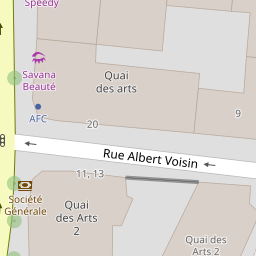 Speedy
Savana
Beauté
Quai
des arts
AFC
20
9
Rue Albert Voisin
11, 13
Société
Générale
Quai
des Arts
2
Quai des
Arts 2